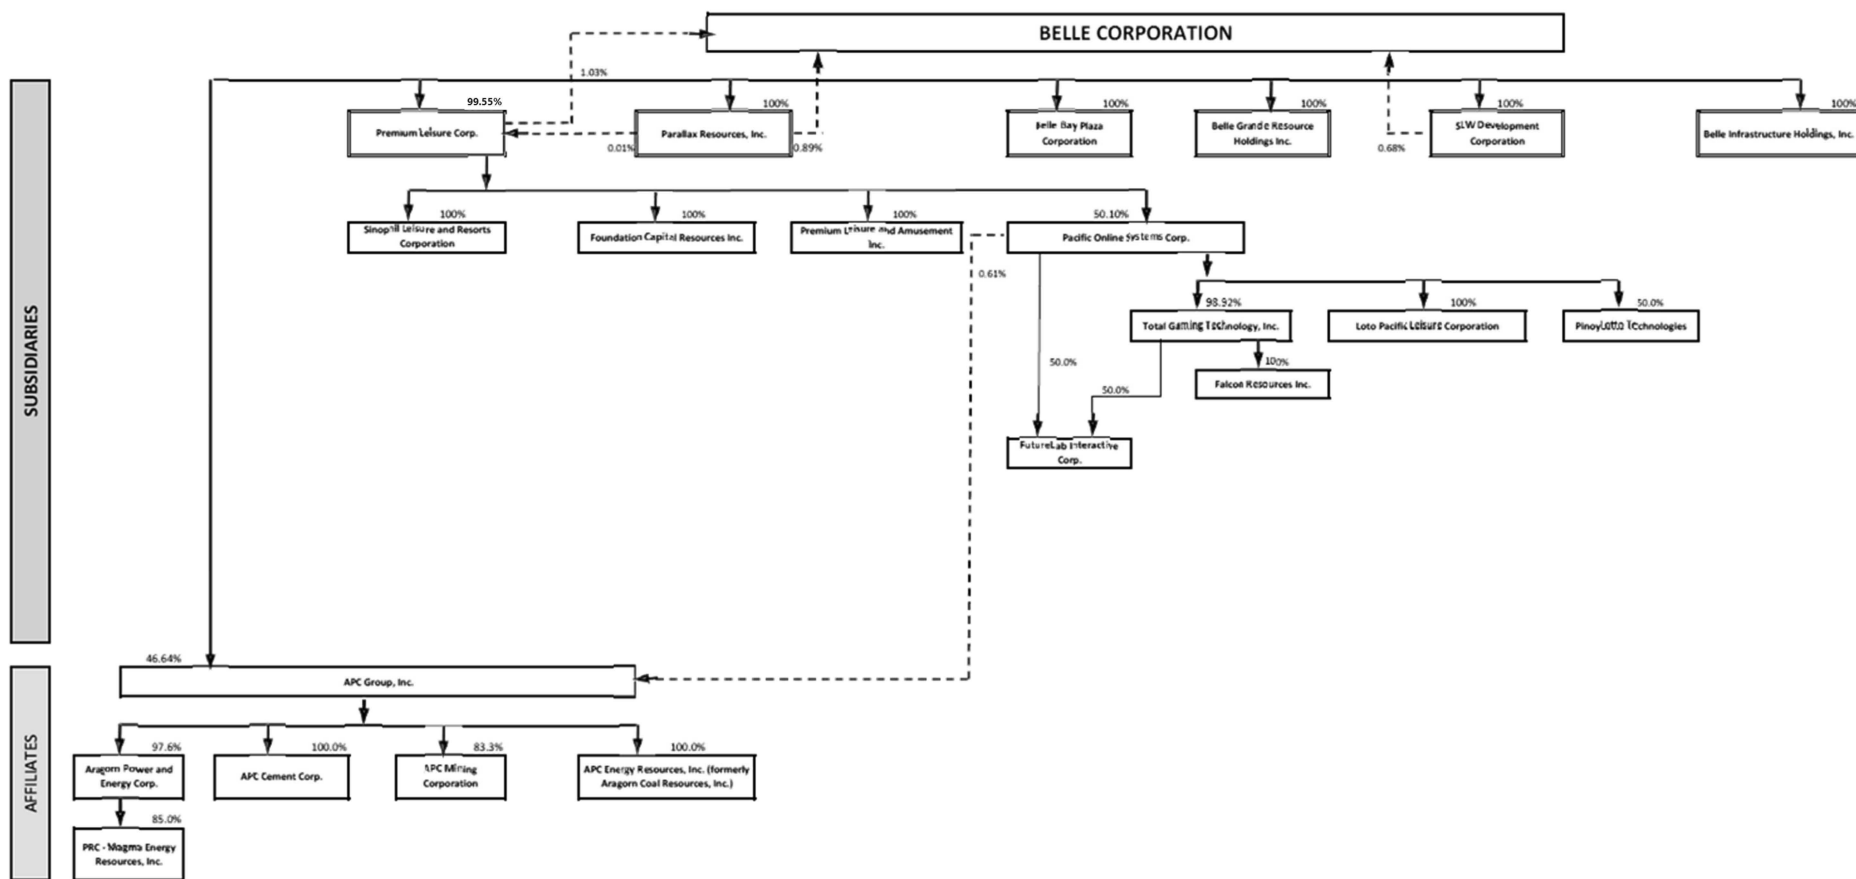 BELLE CORPORATION
1.03%
99.55%
100%
100%
100%
100%
100%
Premium Leisure Corp.
Parallax Resources, Inc.
Belle Bay Plaza
Corporation
Belle Grande Resource
Holdings Inc.
SLW Development
Corporation
Belle Infrastructure Holdings, Inc.
0.01%
0.89%
0.68%
SUBSIDIARIES
100%
100%
100%
50.10%
Sinophil Leisure and Resorts
Corporation
Foundation Capital Resources Inc.
Premium Leisure and Amusement
Inc.
Pacific Online Systems Corp.
0.61%
98.92%
100%
50.0%
Total Gaming Technology, Inc.
Loto Pacific Leisure Corporation
PinoyLotto Technologies
50.0%
100%
Falcon Resources Inc.
50.0%
FutureLab Interactive
Corp.
46.64%
APC Group, Inc.
AFFILIATES
97.6%
100.0%
83.3%
100.0%
Aragorn Power and
Energy Corp.
APC Cement Corp.
APC Mining
Corporation
APC Energy Resources, Inc. (formerly
Aragorn Coal Resources, Inc.)
85.0%
PRC - Magma Energy
Resources, Inc.